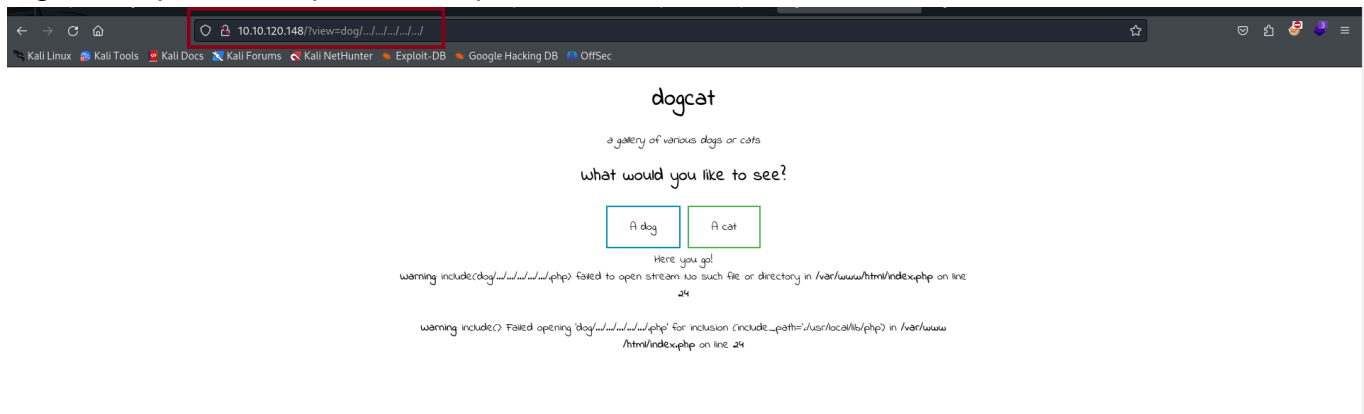 10.10.120.148/?view=dog/.../.../.../.../.../
Kali Linux Kali Tools Kali Docs Kali Forums Kali NetHunter Exploit-DB Google Hacking DB OffSec
dogcat
a gallery of various dogs or cats
What would you like to see?
A dog A cat
Here you go!
Warning: include(dog/.../.../.../.../.../.php): failed to open stream: No such file or directory in /var/www/html/index.php on line
24
Warning: include(): Failed opening 'dog/.../.../.../.../.../.php' for inclusion (include_path='.:/usr/local/lib/php') in /var/www
/html/index.php on line 24